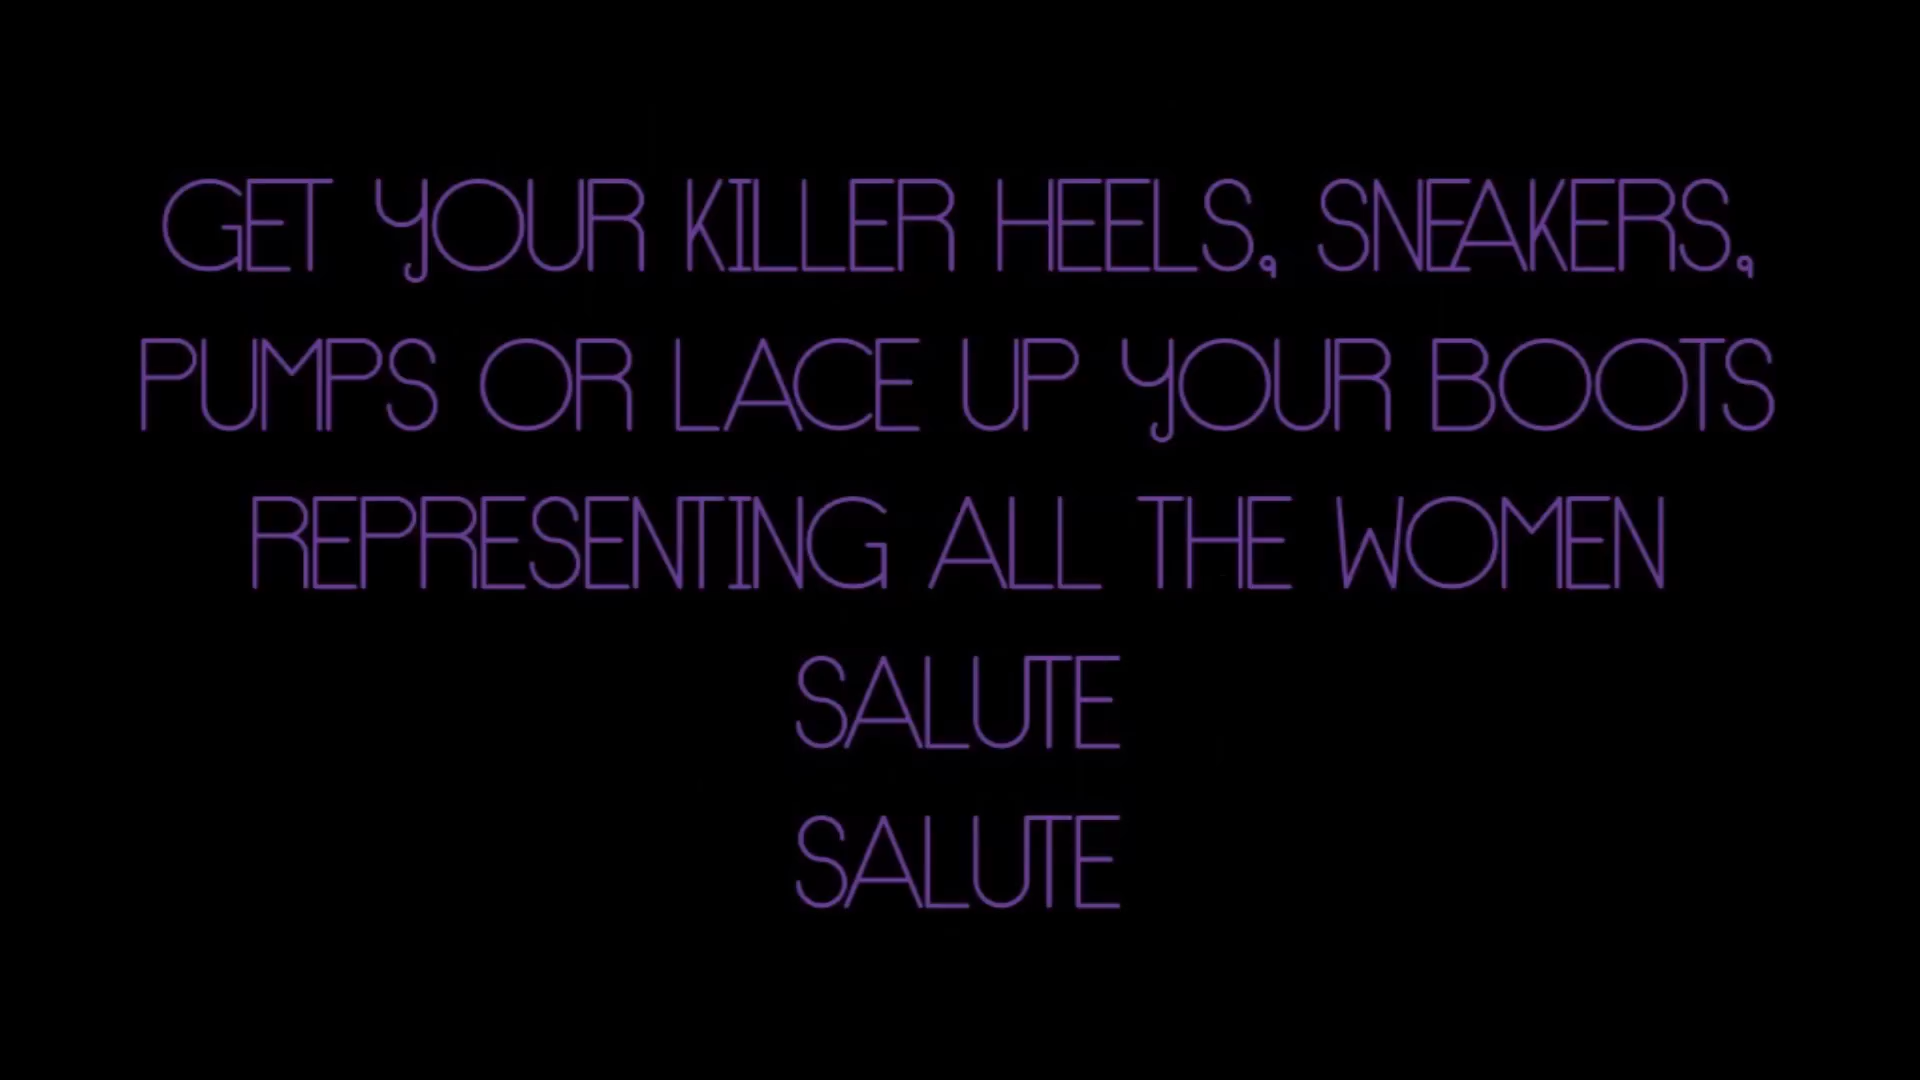 GET YOUR KILLER HEELS, SNEAKERS,
PUMPS OR LACE UP YOUR BOOTS
REPRESENTING ALL THE WOMEN
SALUTE
SALUTE